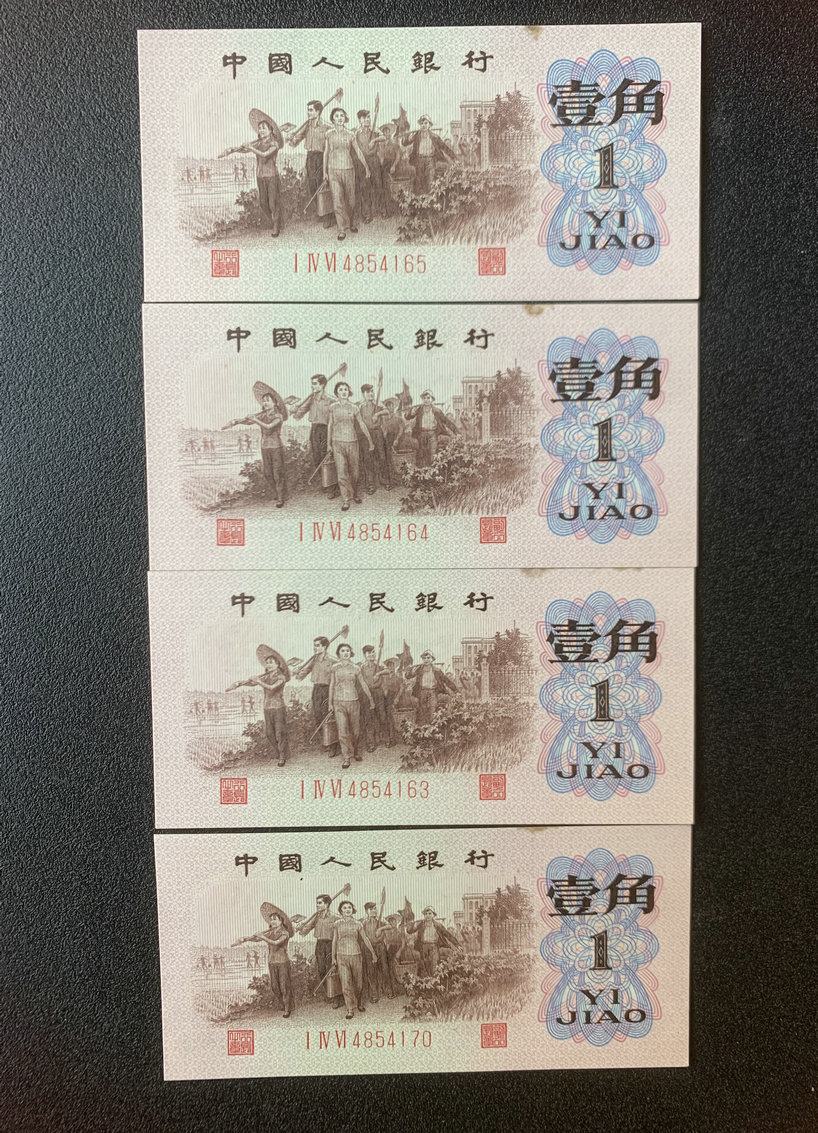 中國人民銀行
壹角
1
YI
JIAO
Ⅰ Ⅳ Ⅵ 4854165
中國人民銀行
壹角
1
YI
JIAO
Ⅰ Ⅳ Ⅵ 4854164
中國人民銀行
壹角
1
YI
JIAO
Ⅰ Ⅳ Ⅵ 4854163
中國人民銀行
壹角
1
YI
JIAO
Ⅰ Ⅳ Ⅵ 4854170